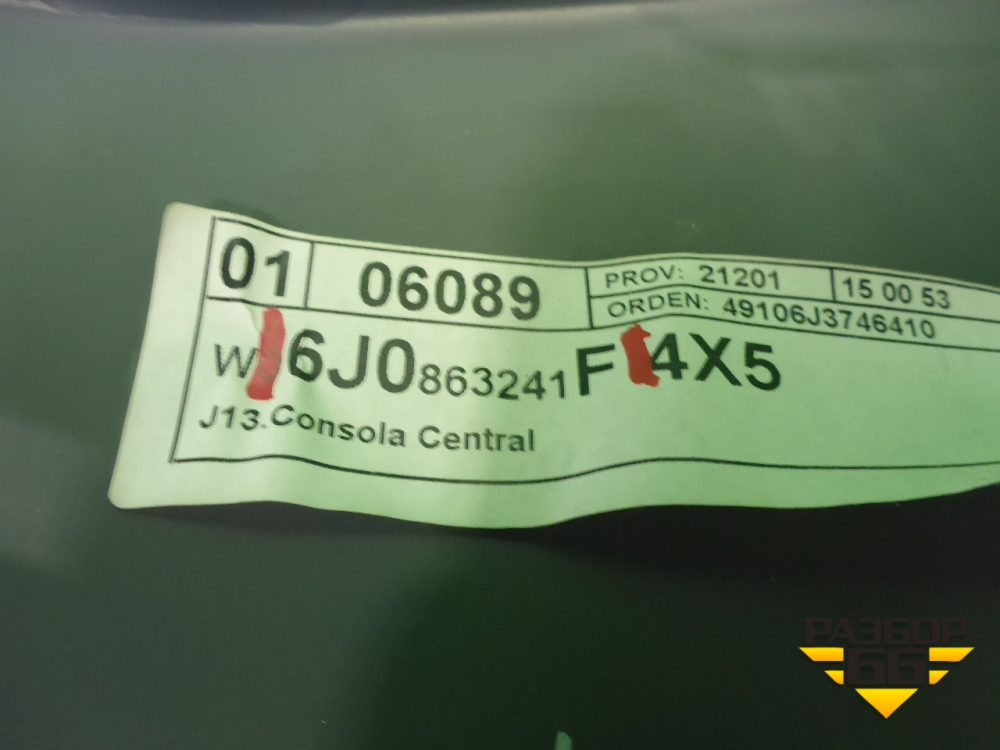 01 06089 PROV: 21201 15 00 53
ORDEN: 49106J3746410
W 6J0863241F 4X5
J13.Consola Central
РАЗБОР
66